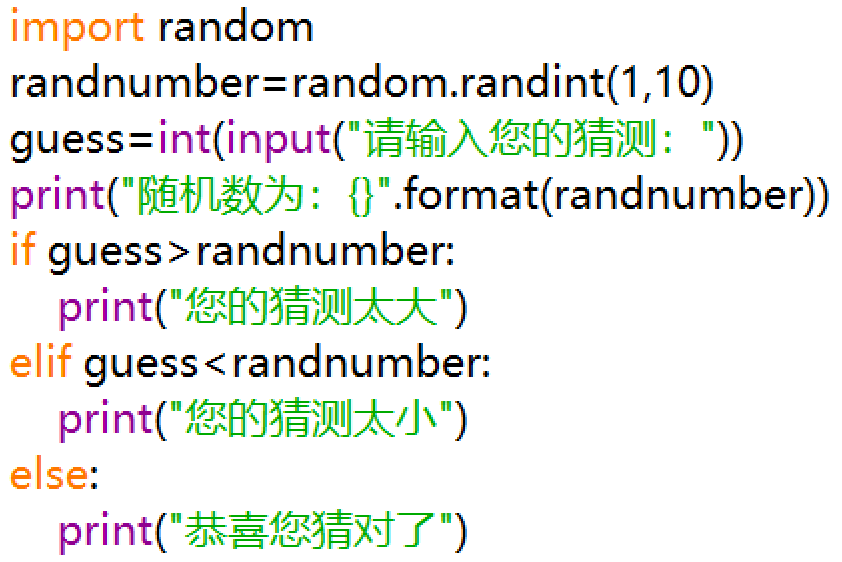 import random
randnumber=random.randint(1,10)
guess=int(input("请输入您的猜测："))
print("随机数为：{}".format(randnumber))
if guess>randnumber:
    print("您的猜测太大")
elif guess<randnumber:
    print("您的猜测太小")
else:
    print("恭喜您猜对了")